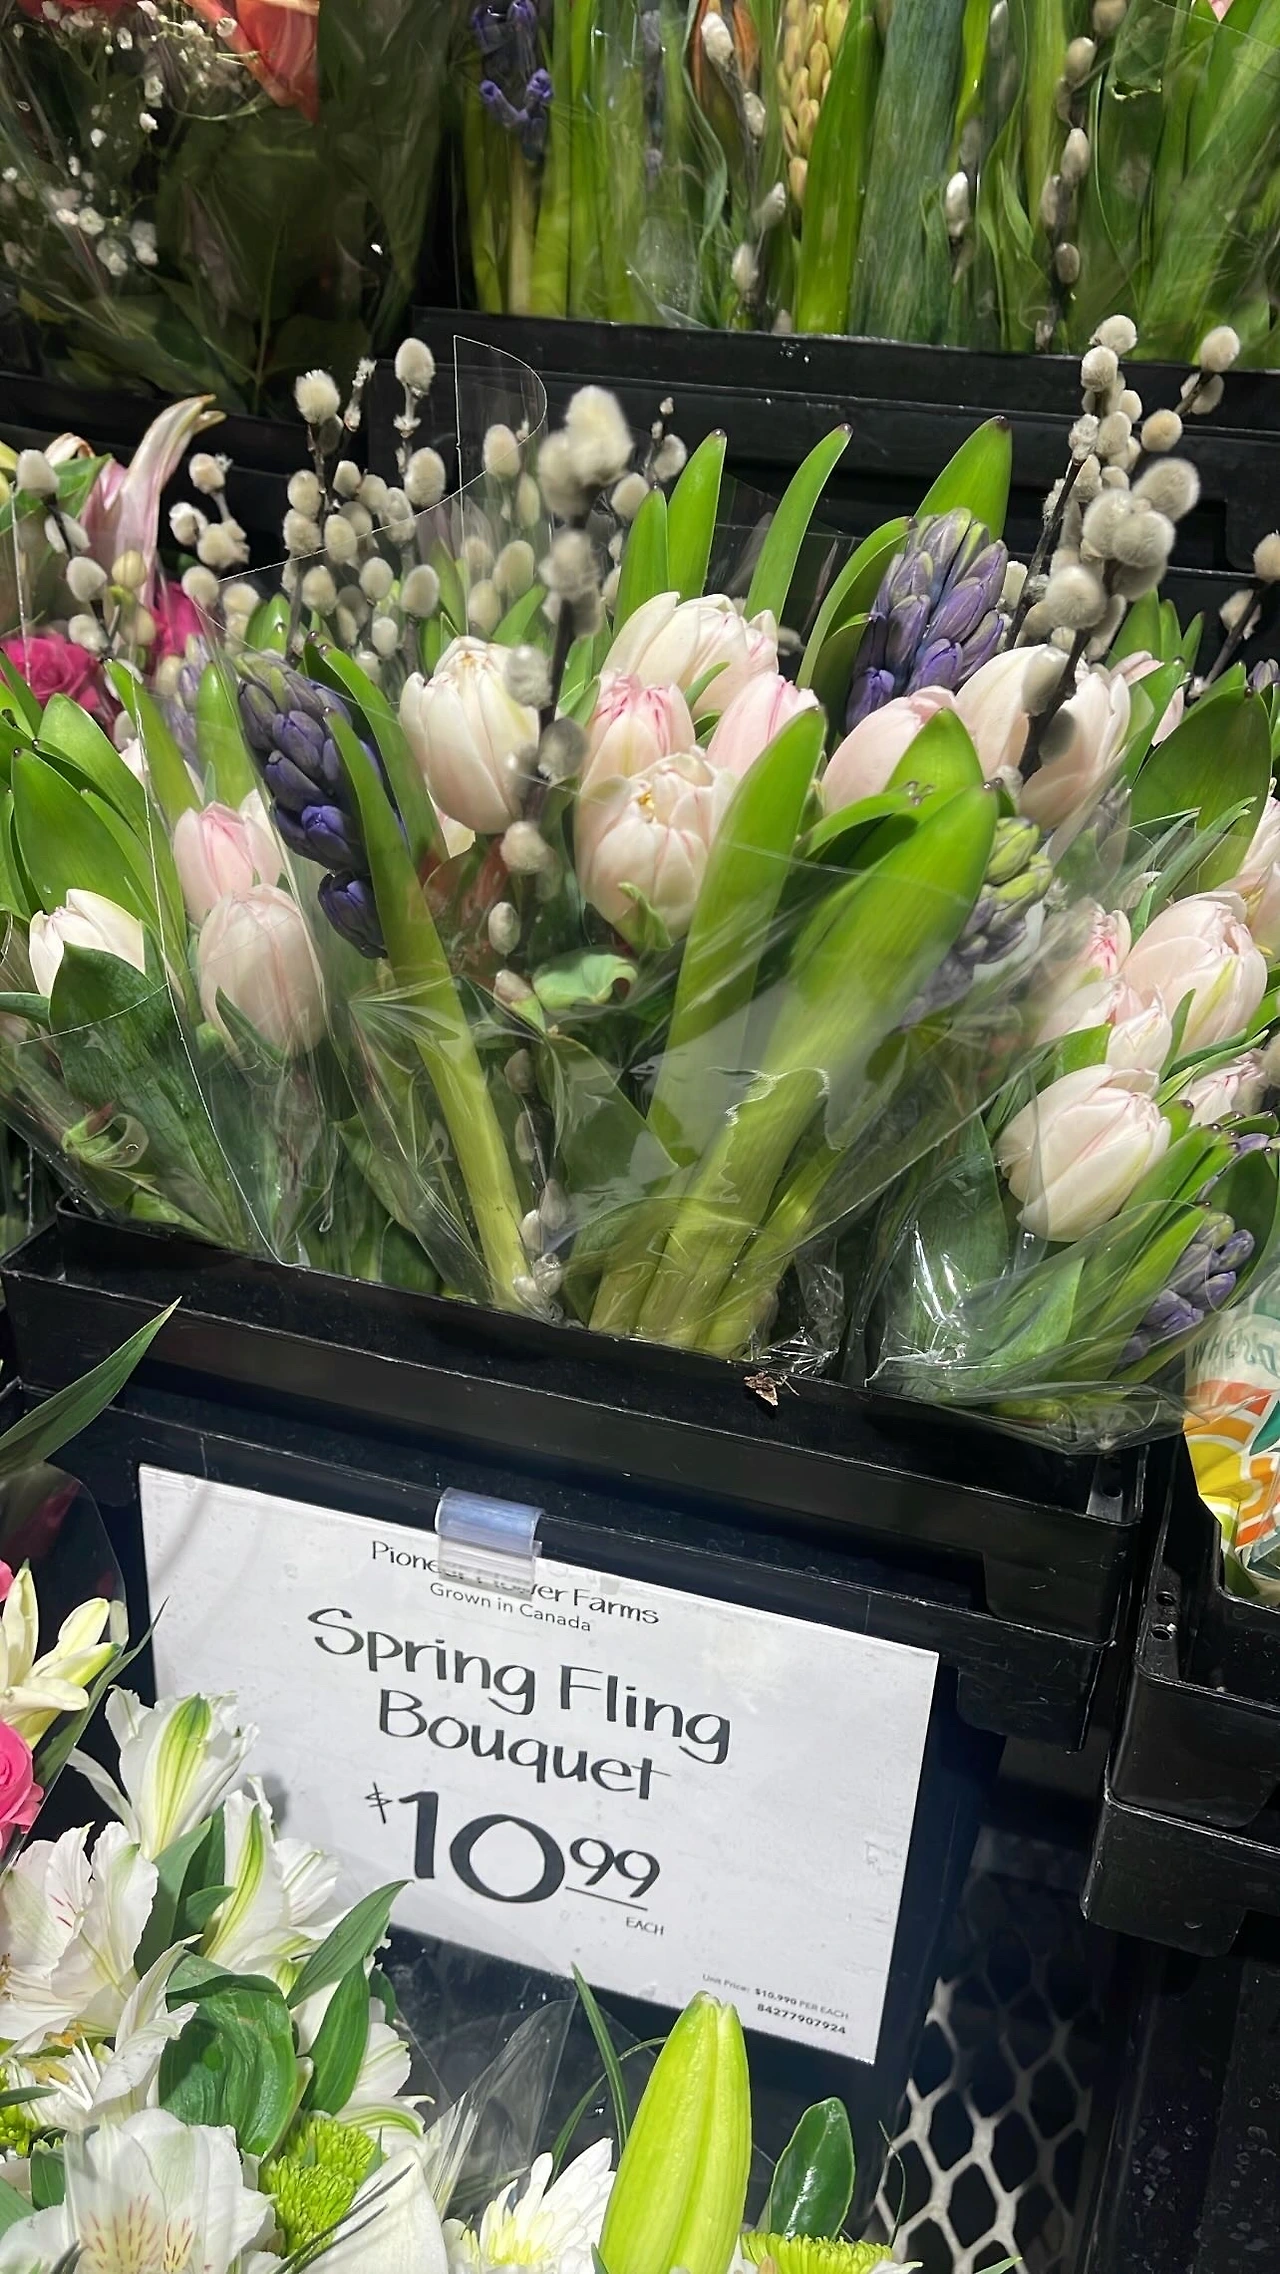 Farms
Grown in Canada
Spring Fling
Bouquet
$10.99
EACH
Unit Price: $10.990 PER EACH
84277907924